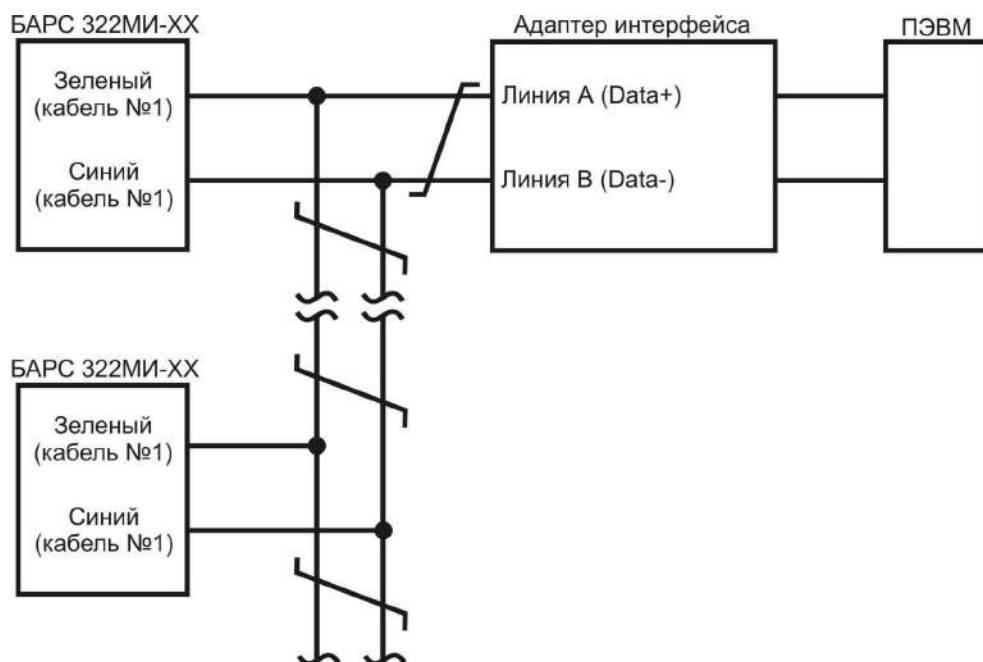 БАРС 322МИ-ХХ
Адаптер интерфейса
ПЭВМ
Зеленый
(кабель №1)
Линия А (Data+)
Синий
(кабель №1)
Линия В (Data-)
БАРС 322МИ-ХХ
Зеленый
(кабель №1)
Синий
(кабель №1)